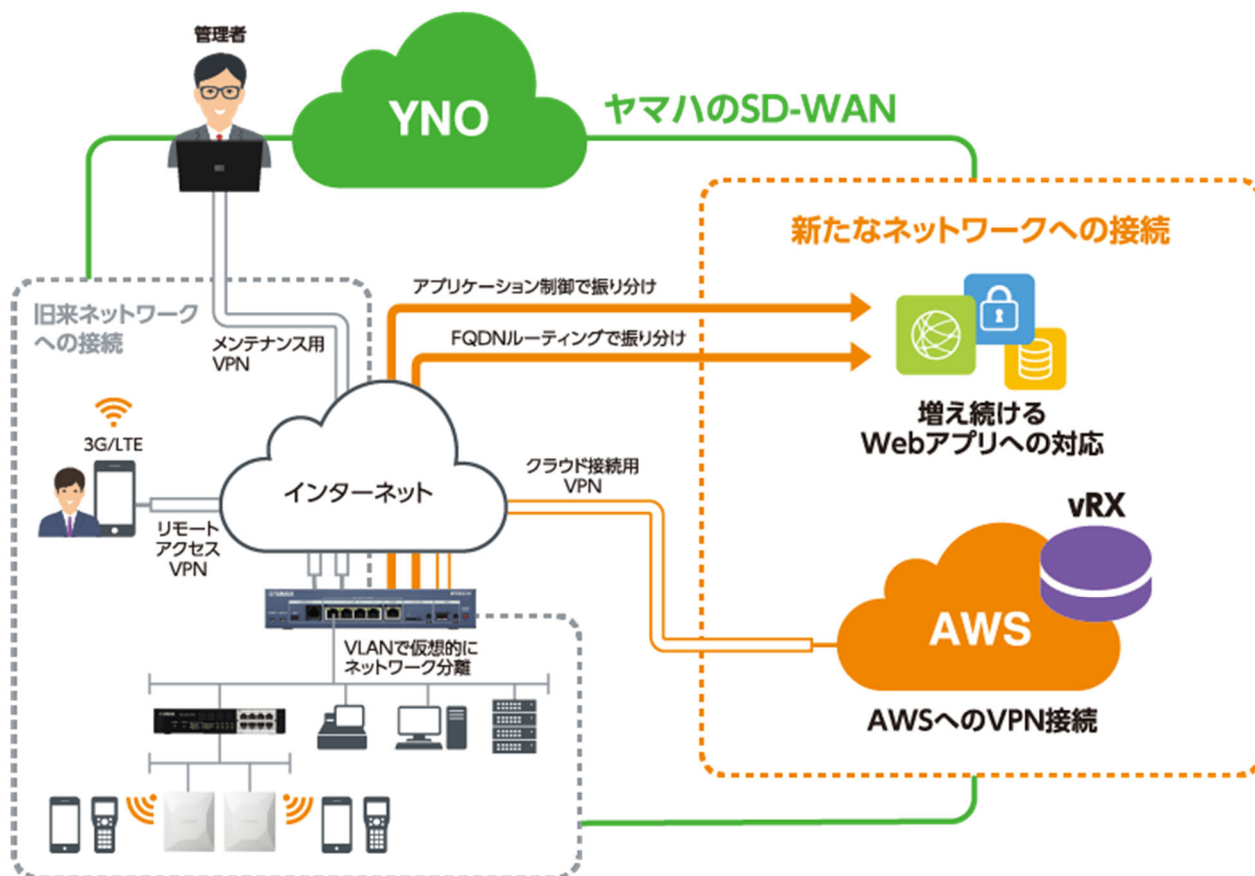 管理者
YNO
ヤマハのSD-WAN
新たなネットワークへの接続
アプリケーション制御で振り分け
旧来ネットワーク
への接続
メンテナンス用
VPN
FQDNルーティングで振り分け
増え続ける
Webアプリへの対応
3G/LTE
インターネット
クラウド接続用
VPN
リモート
アクセス
VPN
vRX
AWS
AWSへのVPN接続
YAMAHA
VLANで仮想的に
ネットワーク分離